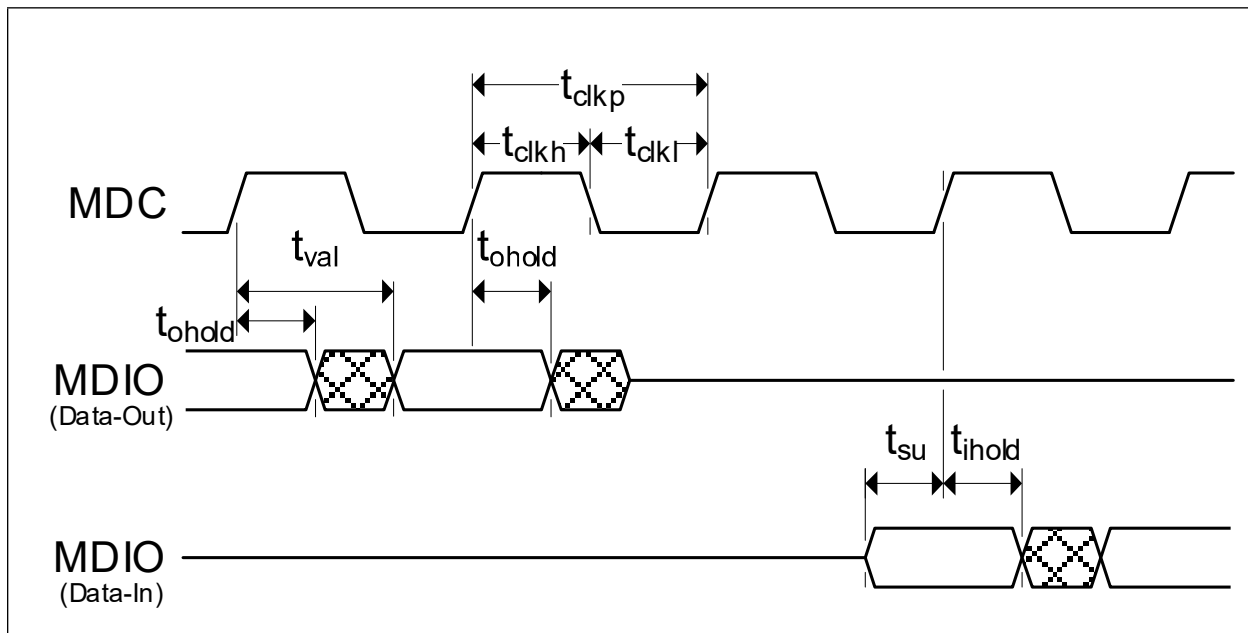 tclkp
tclkh tclkl
MDC
tval
tohold
tohold
MDIO
(Data-Out)
tsu tihold
MDIO
(Data-In)